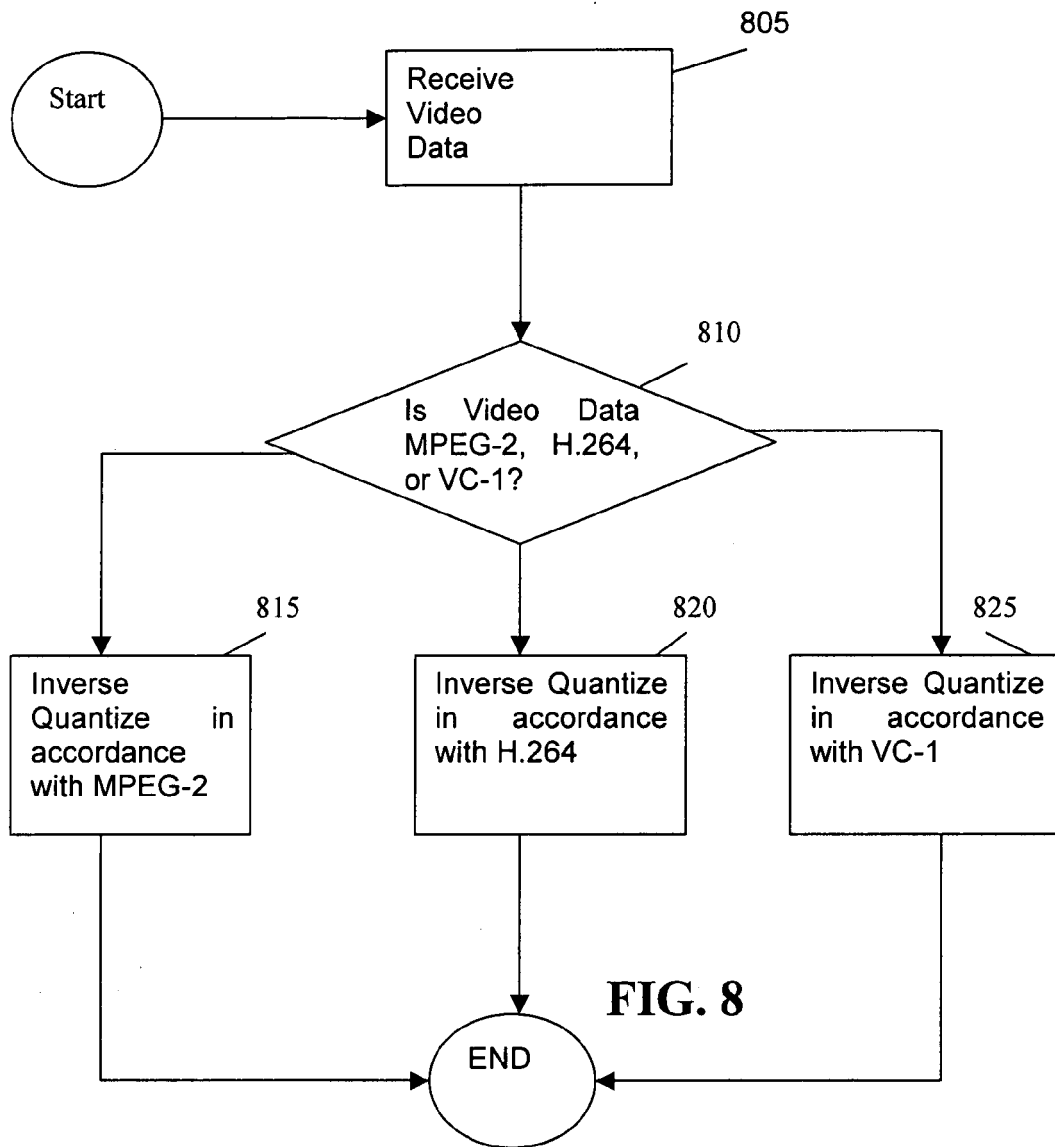 805
Start
Receive
Video
Data
810
Is Video Data
MPEG-2, H.264,
or VC-1?
815
820
825
Inverse
Quantize in
accordance
with MPEG-2
Inverse Quantize
in accordance
with H.264
Inverse Quantize
in accordance
with VC-1
FIG. 8
END